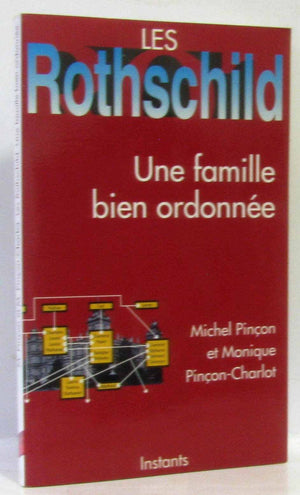 LES
Rothschild
Une famille
bien ordonnée
Michel Pinçon
et Monique
Pinçon-Charlot
Instants